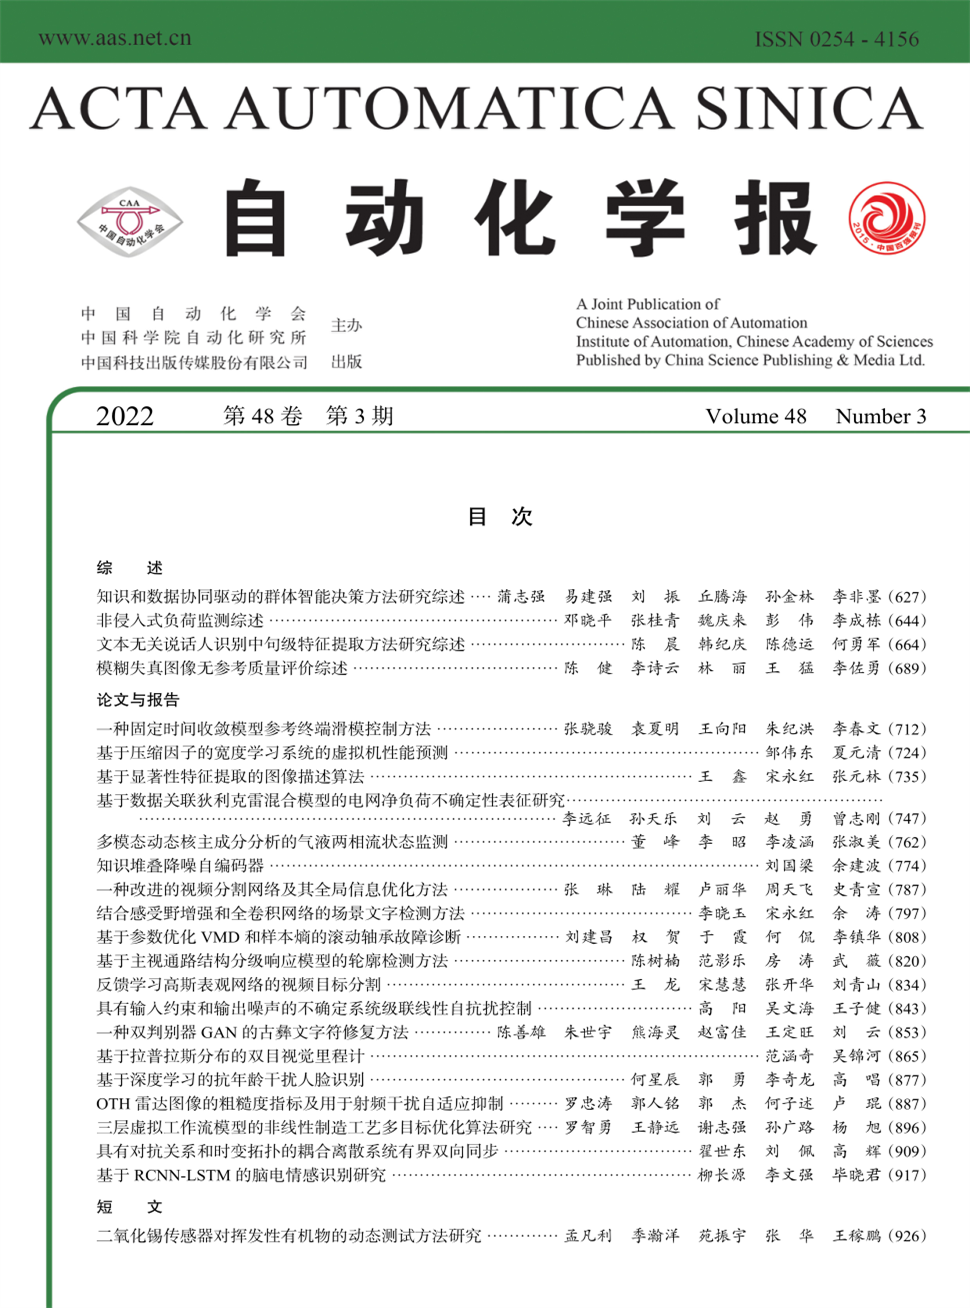 www.aas.net.cn
ISSN 0254 - 4156
ACTA AUTOMATICA SINICA
CAA
中国自动化学会
自动化学报
2015·中国百强报刊
中国自动化学会
中国科学院自动化研究所
主办
中国科技出版传媒股份有限公司 出版
A Joint Publication of
Chinese Association of Automation
Institute of Automation, Chinese Academy of Sciences
Published by China Science Publishing & Media Ltd.
2022 第 48 卷 第 3 期 Volume 48 Number 3
目 次
综 述
知识和数据协同驱动的群体智能决策方法研究综述 ···· 蒲志强 易建强 刘 振 丘腾海 孙金林 李非墨 (627)
非侵入式负荷监测综述 ···· 邓晓平 张桂青 魏庆来 彭 伟 李成栋 (644)
文本无关说话人识别中句级特征提取方法研究综述 ···· 陈 晨 韩纪庆 陈德运 何勇军 (664)
模糊失真图像无参考质量评价综述 ···· 陈 健 李诗云 林 丽 王 猛 李佐勇 (689)
论文与报告
一种固定时间收敛模型参考终端滑模控制方法 ···· 张骁骏 袁夏明 王向阳 朱纪洪 李春文 (712)
基于压缩因子的宽度学习系统的虚拟机性能预测 ···· 邹伟东 夏元清 (724)
基于显著性特征提取的图像描述算法 ···· 王 鑫 宋永红 张元林 (735)
基于数据关联狄利克雷混合模型的电网净负荷不确定性表征研究 ····
···· 李远征 孙天乐 刘 云 赵 勇 曾志刚 (747)
多模态动态核主成分分析的气液两相流状态监测 ···· 董 峰 李 昭 李凌涵 张淑美 (762)
知识堆叠降噪自编码器 ···· 刘国梁 余建波 (774)
一种改进的视频分割网络及其全局信息优化方法 ···· 张 琳 陆 耀 卢丽华 周天飞 史青宣 (787)
结合感受野增强和全卷积网络的场景文字检测方法 ···· 李晓玉 宋永红 余 涛 (797)
基于参数优化 VMD 和样本熵的滚动轴承故障诊断 ···· 刘建昌 权 贺 于 霞 何 侃 李镇华 (808)
基于主视通路结构分级响应模型的轮廓检测方法 ···· 陈树楠 范影乐 房 涛 武 薇 (820)
反馈学习高斯表观网络的视频目标分割 ···· 王 龙 宋慧慧 张开华 刘青山 (834)
具有输入约束和输出噪声的不确定系统级联线性自抗扰控制 ···· 高 阳 吴文海 王子健 (843)
一种双判别器 GAN 的古彝文字符修复方法 ···· 陈善雄 朱世宇 熊海灵 赵富佳 王定旺 刘 云 (853)
基于拉普拉斯分布的双目视觉里程计 ···· 范涵奇 吴锦河 (865)
基于深度学习的抗年龄干扰人脸识别 ···· 何星辰 郭 勇 李奇龙 高 唱 (877)
OTH 雷达图像的粗糙度指标及用于射频干扰自适应抑制 ···· 罗忠涛 郭人铭 郭 杰 何子述 卢 琨 (887)
三层虚拟工作流模型的非线性制造工艺多目标优化算法研究 ···· 罗智勇 王静远 谢志强 孙广路 杨 旭 (896)
具有对抗关系和时变拓扑的耦合离散系统有界双向同步 ···· 翟世东 刘 佩 高 辉 (909)
基于 RCNN-LSTM 的脑电情感识别研究 ···· 柳长源 李文强 毕晓君 (917)
短 文
二氧化锡传感器对挥发性有机物的动态测试方法研究 ···· 孟凡利 季瀚洋 苑振宇 张 华 王稼鹏 (926)